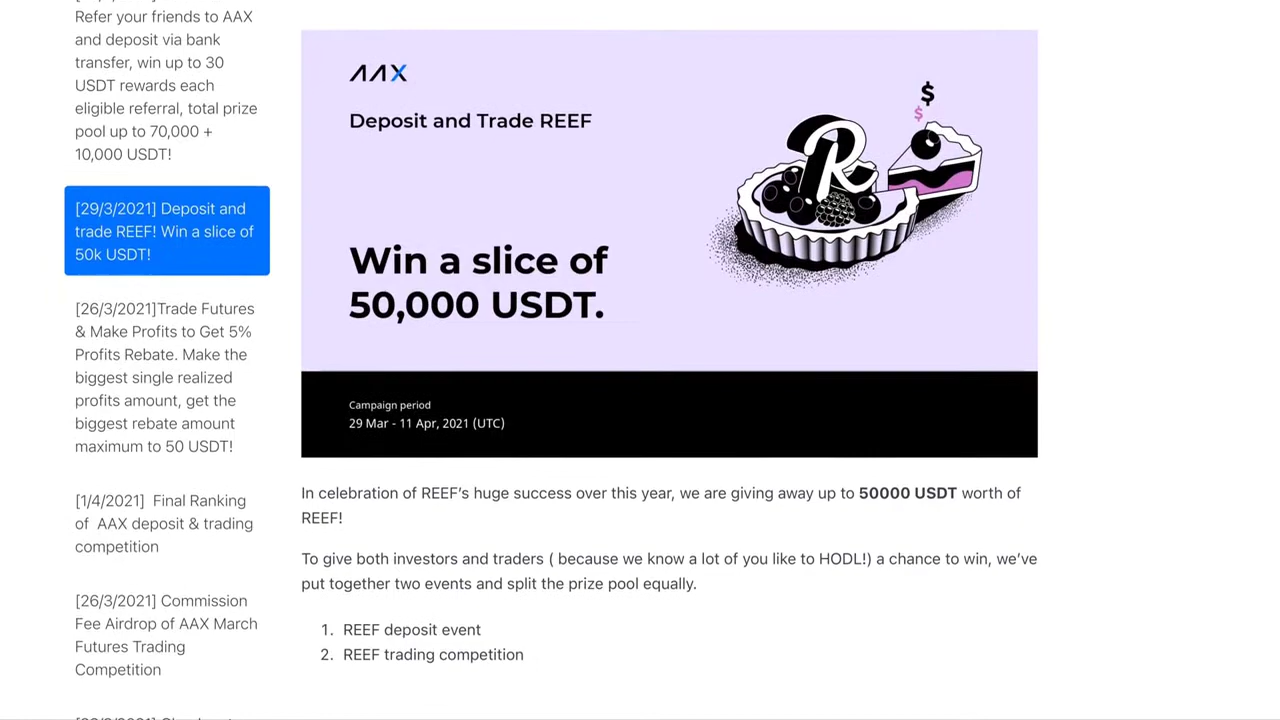 Refer your friends to AAX
and deposit via bank
transfer, win up to 30
USDT rewards each
eligible referral, total prize
pool up to 70,000 +
10,000 USDT!
[29/3/2021] Deposit and
trade REEF! Win a slice of
50k USDT!
[26/3/2021]Trade Futures
& Make Profits to Get 5%
Profits Rebate. Make the
biggest single realized
profits amount, get the
biggest rebate amount
maximum to 50 USDT!
[1/4/2021]  Final Ranking
of  AAX deposit & trading
competition
[26/3/2021] Commission
Fee Airdrop of AAX March
Futures Trading
Competition
AAX
Deposit and Trade REEF
$
$
R
Win a slice of
50,000 USDT.
Campaign period
29 Mar - 11 Apr, 2021 (UTC)
In celebration of REEF’s huge success over this year, we are giving away up to 50000 USDT worth of
REEF!
To give both investors and traders ( because we know a lot of you like to HODL!) a chance to win, we’ve
put together two events and split the prize pool equally.
1. REEF deposit event
2. REEF trading competition